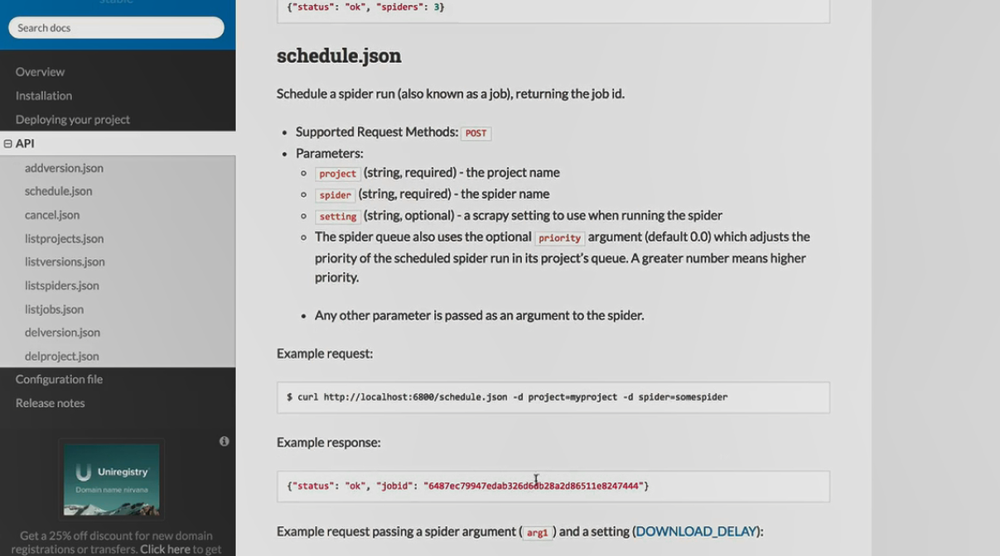 stable
Search docs
Overview
Installation
Deploying your project
API
addversion.json
schedule.json
cancel.json
listprojects.json
listversions.json
listspiders.json
listjobs.json
delversion.json
delproject.json
Configuration file
Release notes
Uniregistry
Domain name nirvana
Get a 25% off discount for new domain
registrations or transfers. Click here to get
{"status": "ok", "spiders": 3}
schedule.json
Schedule a spider run (also known as a job), returning the job id.
• Supported Request Methods: POST
• Parameters:
project (string, required) - the project name
spider (string, required) - the spider name
setting (string, optional) - a scrapy setting to use when running the spider
The spider queue also uses the optional priority argument (default 0.0) which adjusts the
priority of the scheduled spider run in its project's queue. A greater number means higher
priority.
• Any other parameter is passed as an argument to the spider.
Example request:
$ curl http://localhost:6800/schedule.json -d project=myproject -d spider=somespider
Example response:
{"status": "ok", "jobid": "6487ec79947edab326d6db28a2d86511e8247444"}
Example request passing a spider argument (arg1) and a setting (DOWNLOAD_DELAY):